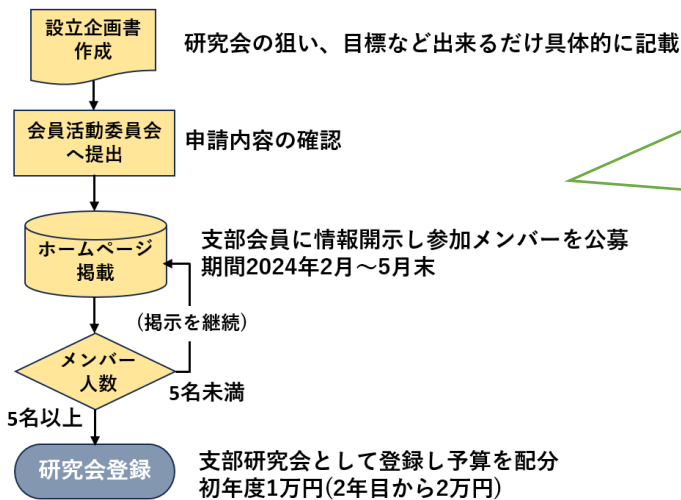 設立企画書
作成
研究会の狙い、目標など出来るだけ具体的に記載
会員活動委員会
へ提出
申請内容の確認
ホームページ
掲載
支部会員に情報開示し参加メンバーを公募
期間2024年2月～5月末
(掲示を継続)
メンバー
人数
5名未満
5名以上
研究会登録
支部研究会として登録し予算を配分
初年度1万円(2年目から2万円)